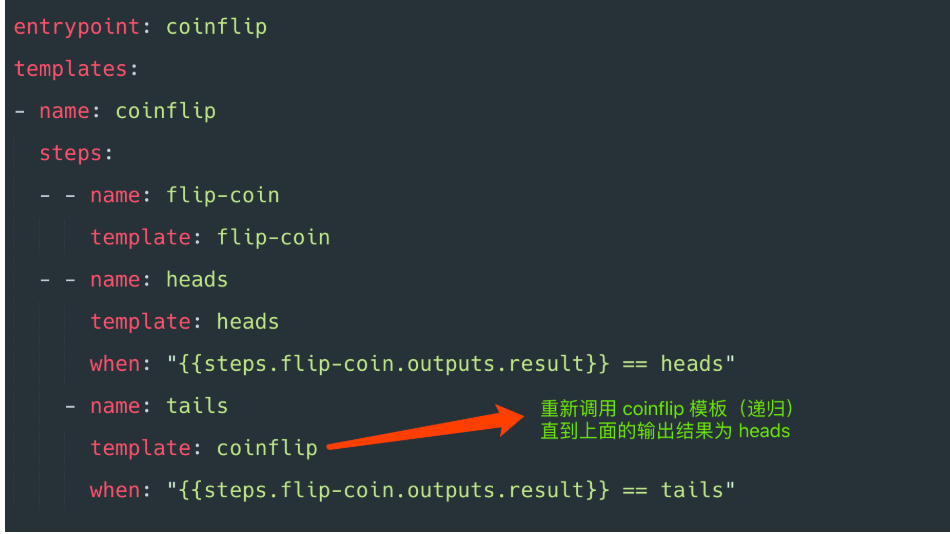 entrypoint: coinflip
templates:
- name: coinflip
  steps:
  - - name: flip-coin
      template: flip-coin
  - - name: heads
      template: heads
      when: "{{steps.flip-coin.outputs.result}} == heads"
    - name: tails
      template: coinflip
      when: "{{steps.flip-coin.outputs.result}} == tails"
重新调用 coinflip 模板（递归）
直到上面的输出结果为 heads